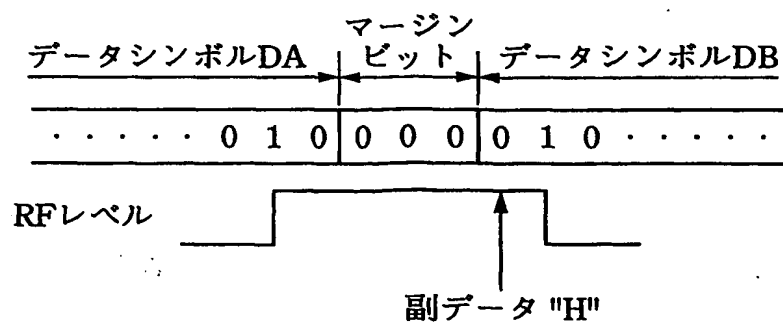 マージン
データシンボルDA ビット データシンボルDB
・・・・・0 1 0 0 0 0 0 1 0・・・・・
RFレベル
副データ"H"